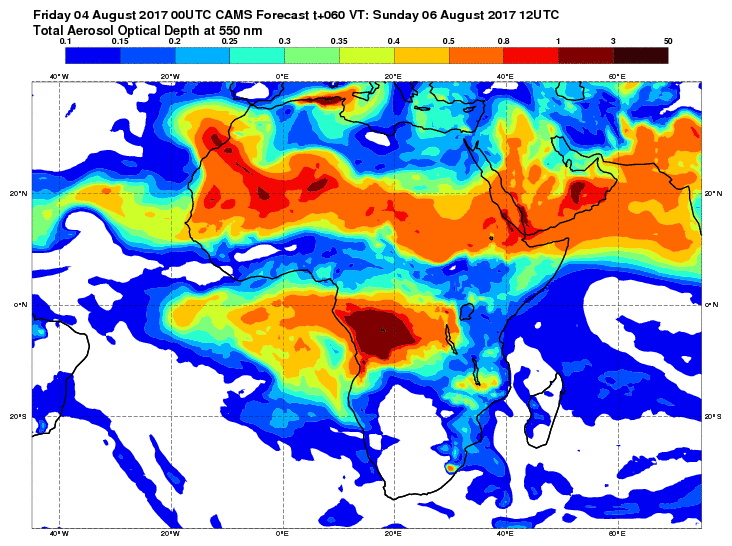 Friday 04 August 2017 00UTC CAMS Forecast t+060 VT: Sunday 06 August 2017 12UTC
Total Aerosol Optical Depth at 550 nm
0.1 0.15 0.2 0.25 0.3 0.35 0.4 0.5 0.8 1 3 50
40°W 20°W 0°E 20°E 40°E 60°E
20°N 20°N
0°N 0°N
20°S 20°S
40°W 20°W 0°E 20°E 40°E 60°E